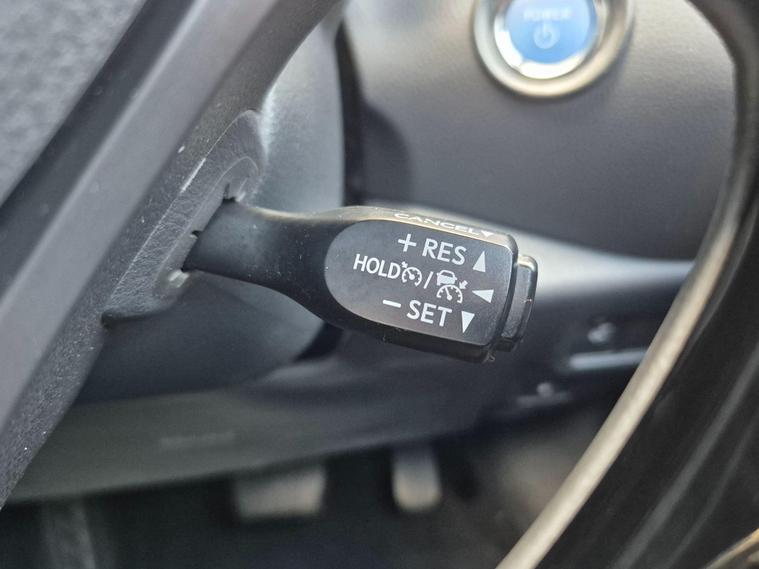 POWER
CANCEL▼
+ RES ▲
HOLD / ◀
− SET ▼